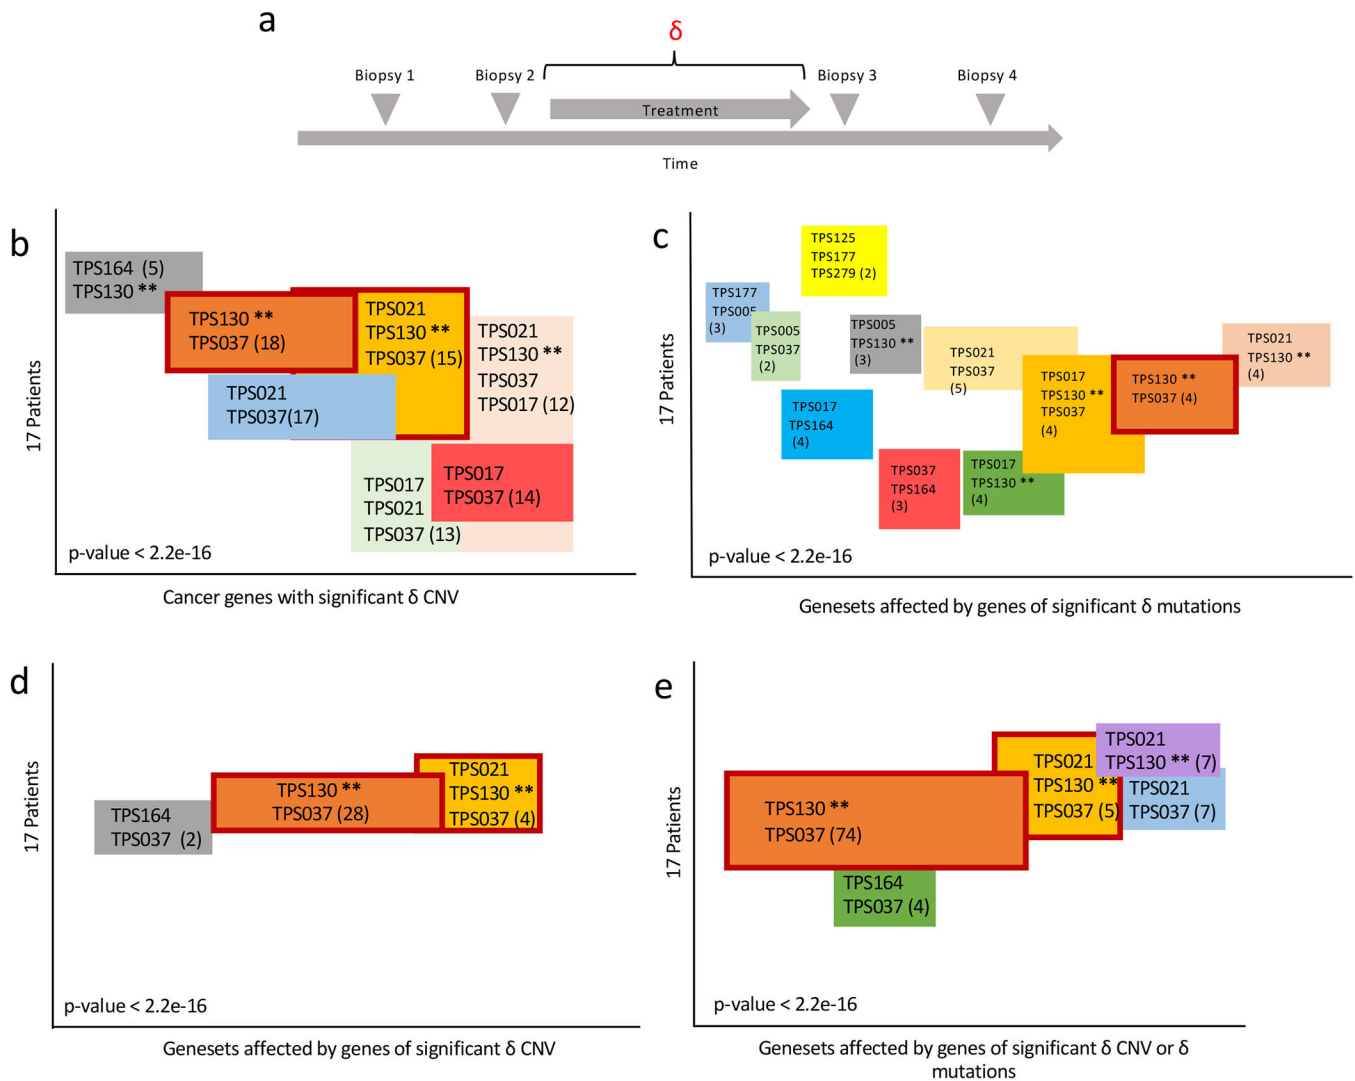 a
δ
Biopsy 1
Biopsy 2
Biopsy 3
Biopsy 4
Treatment
Time
b
17 Patients
TPS164 (5)
TPS130 **
TPS130 **
TPS037 (18)
TPS021
TPS130 **
TPS037 (15)
TPS021
TPS130 **
TPS037
TPS017 (12)
TPS021
TPS037(17)
TPS017
TPS021
TPS037 (13)
TPS017
TPS037 (14)
p-value < 2.2e-16
Cancer genes with significant δ CNV
c
17 Patients
TPS125
TPS177
TPS279 (2)
TPS177
TPS005
(3)
TPS005
TPS037
(2)
TPS005
TPS130 **
(3)
TPS021
TPS037
(5)
TPS017
TPS130 **
TPS037
(4)
TPS130 **
TPS037 (4)
TPS021
TPS130 **
(4)
TPS017
TPS164
(4)
TPS037
TPS164
(3)
TPS017
TPS130 **
(4)
p-value < 2.2e-16
Genesets affected by genes of significant δ mutations
d
17 Patients
TPS164
TPS037 (2)
TPS130 **
TPS037 (28)
TPS021
TPS130 **
TPS037 (4)
p-value < 2.2e-16
Genesets affected by genes of significant δ CNV
e
17 Patients
TPS130 **
TPS037 (74)
TPS021
TPS130 **
TPS037 (5)
TPS021
TPS130 ** (7)
TPS021
TPS037 (7)
TPS164
TPS037 (4)
p-value < 2.2e-16
Genesets affected by genes of significant δ CNV or δ
mutations